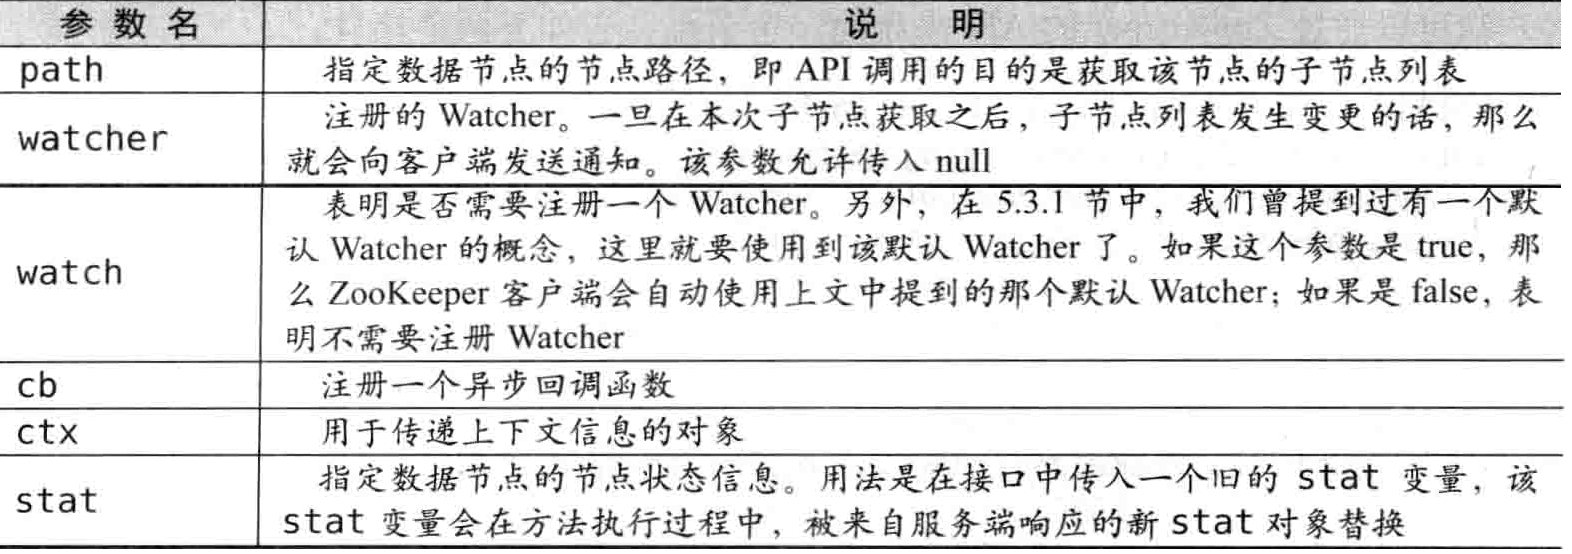 参 数 名 说 明
path 指定数据节点的节点路径，即 API 调用的目的是获取该节点的子节点列表
watcher 注册的 Watcher。一旦在本次子节点获取之后，子节点列表发生变更的话，那么
就会向客户端发送通知。该参数允许传入 null
watch 表明是否需要注册一个 Watcher。另外，在 5.3.1 节中，我们曾提到过有一个默
认 Watcher 的概念，这里就要使用到该默认 Watcher 了。如果这个参数是 true，那
么 ZooKeeper 客户端会自动使用上文中提到的那个默认 Watcher；如果是 false，表
明不需要注册 Watcher
cb 注册一个异步回调函数
ctx 用于传递上下文信息的对象
stat 指定数据节点的节点状态信息。用法是在接口中传入一个旧的 stat 变量，该
stat 变量会在方法执行过程中，被来自服务端响应的新 stat 对象替换